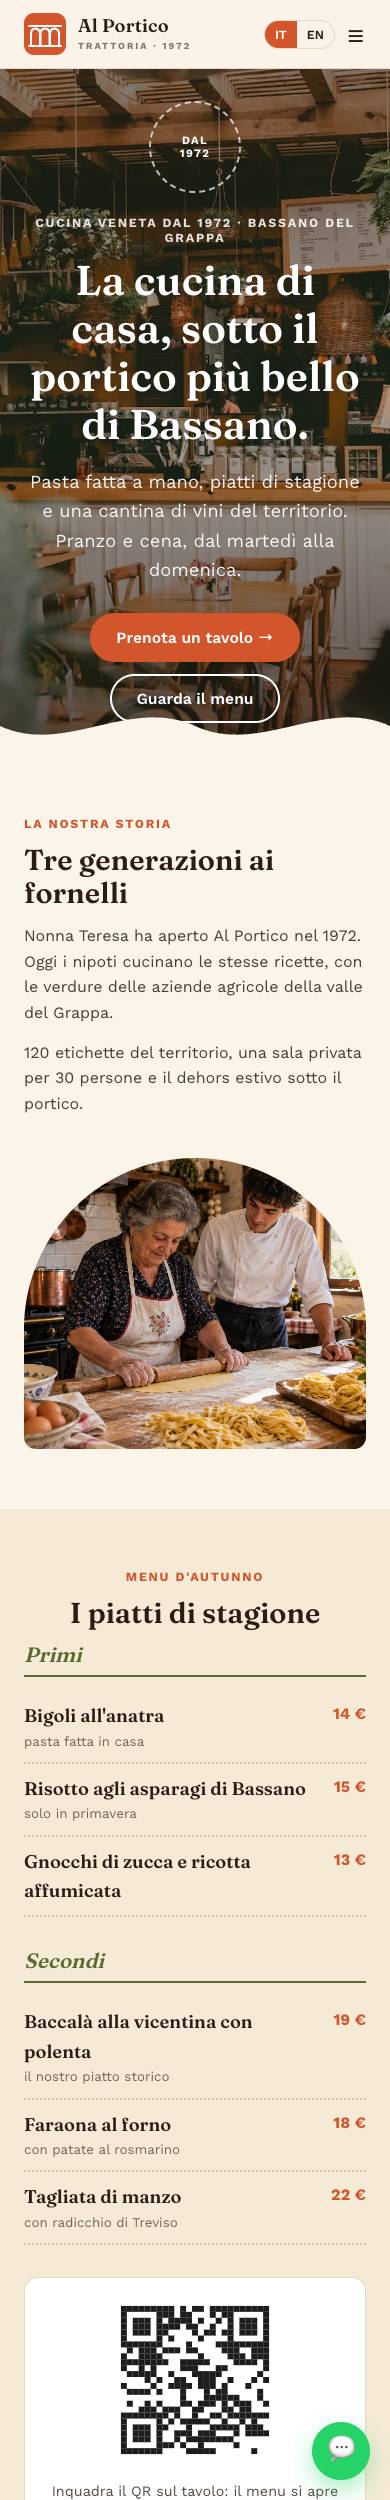 Al Portico
TRATTORIA · 1972
IT EN
DAL
1972
CUCINA VENETA DAL 1972 · BASSANO DEL
GRAPPA
La cucina di
casa, sotto il
portico più bello
di Bassano.
Pasta fatta a mano, piatti di stagione
e una cantina di vini del territorio.
Pranzo e cena, dal martedì alla
domenica.
Prenota un tavolo →
Guarda il menu
LA NOSTRA STORIA
Tre generazioni ai
fornelli
Nonna Teresa ha aperto Al Portico nel 1972.
Oggi i nipoti cucinano le stesse ricette, con
le verdure delle aziende agricole della valle
del Grappa.
120 etichette del territorio, una sala privata
per 30 persone e il dehors estivo sotto il
portico.
MENU D'AUTUNNO
I piatti di stagione
Primi
Bigoli all'anatra 14 €
pasta fatta in casa
Risotto agli asparagi di Bassano 15 €
solo in primavera
Gnocchi di zucca e ricotta 13 €
affumicata
Secondi
Baccalà alla vicentina con 19 €
polenta
il nostro piatto storico
Faraona al forno 18 €
con patate al rosmarino
Tagliata di manzo 22 €
con radicchio di Treviso
Inquadra il QR sul tavolo: il menu si apre